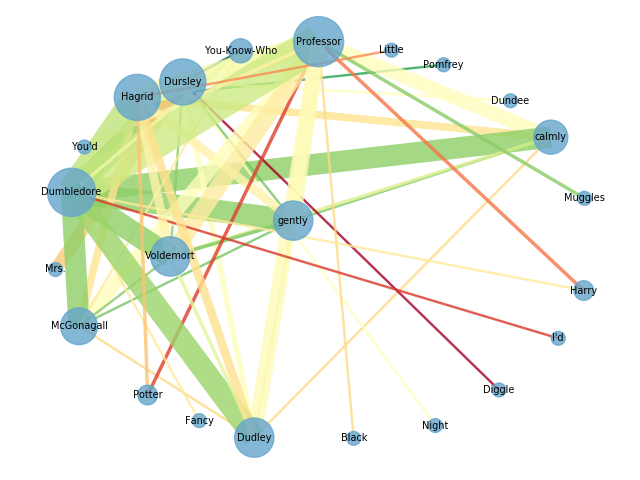 Professor
You-Know-Who
Little
Pomfrey
Dursley
Hagrid
Dundee
calmly
You'd
Dumbledore
Muggles
gently
Voldemort
Mrs.
Harry
McGonagall
I'd
Diggle
Potter
Fancy
Night
Dudley
Black